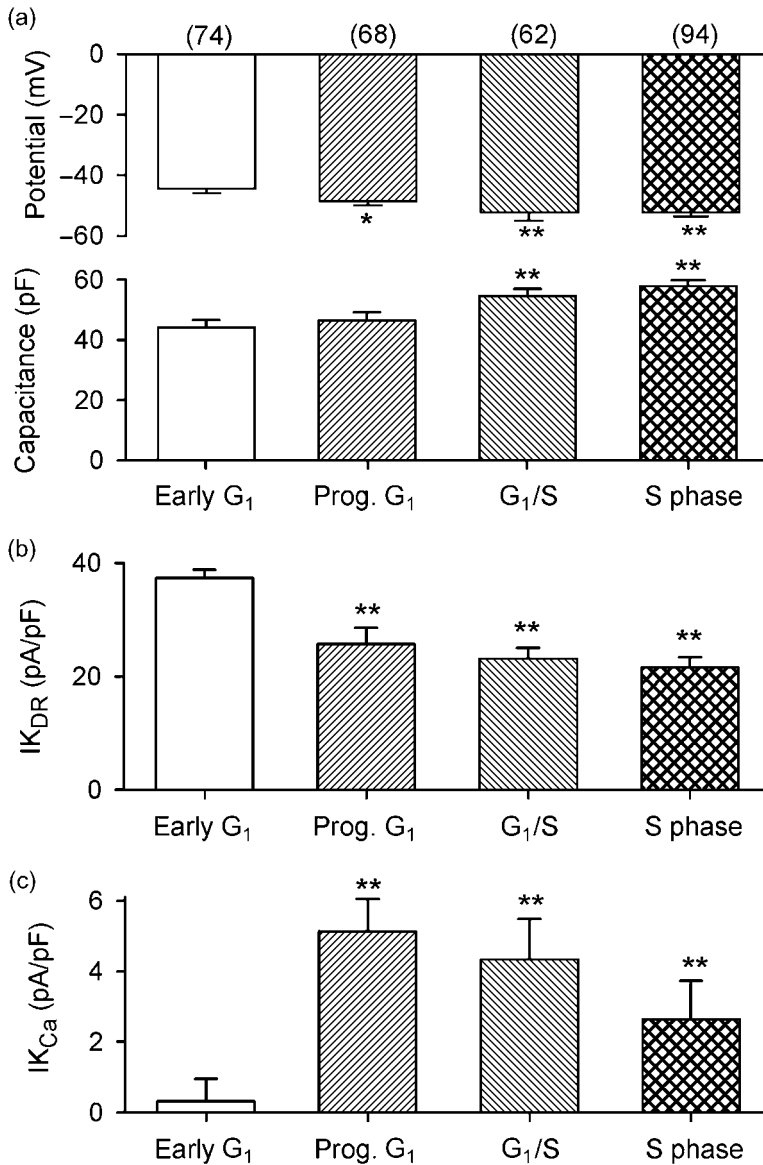 (a)
(74) (68) (62) (94)
0
−20
−40
−60
Potential (mV)
* ** **
60
40
20
0
Capacitance (pF)
** **
Early G₁ Prog. G₁ G₁/S S phase
(b)
40
20
0
IK_DR (pA/pF)
** ** **
Early G₁ Prog. G₁ G₁/S S phase
(c)
6
4
2
0
IK_Ca (pA/pF)
** ** **
Early G₁ Prog. G₁ G₁/S S phase